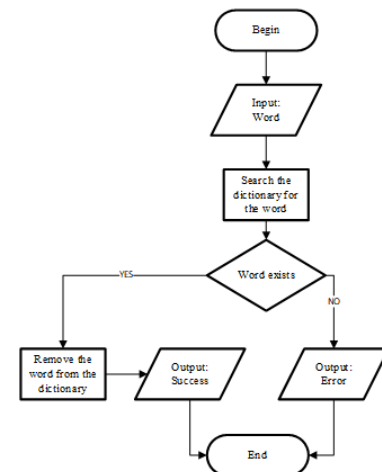 Begin
Input:
Word
Search the
dictionary for
the word
Word exists
YES
NO
Remove the
word from the
dictionary
Output:
Success
Output:
Error
End